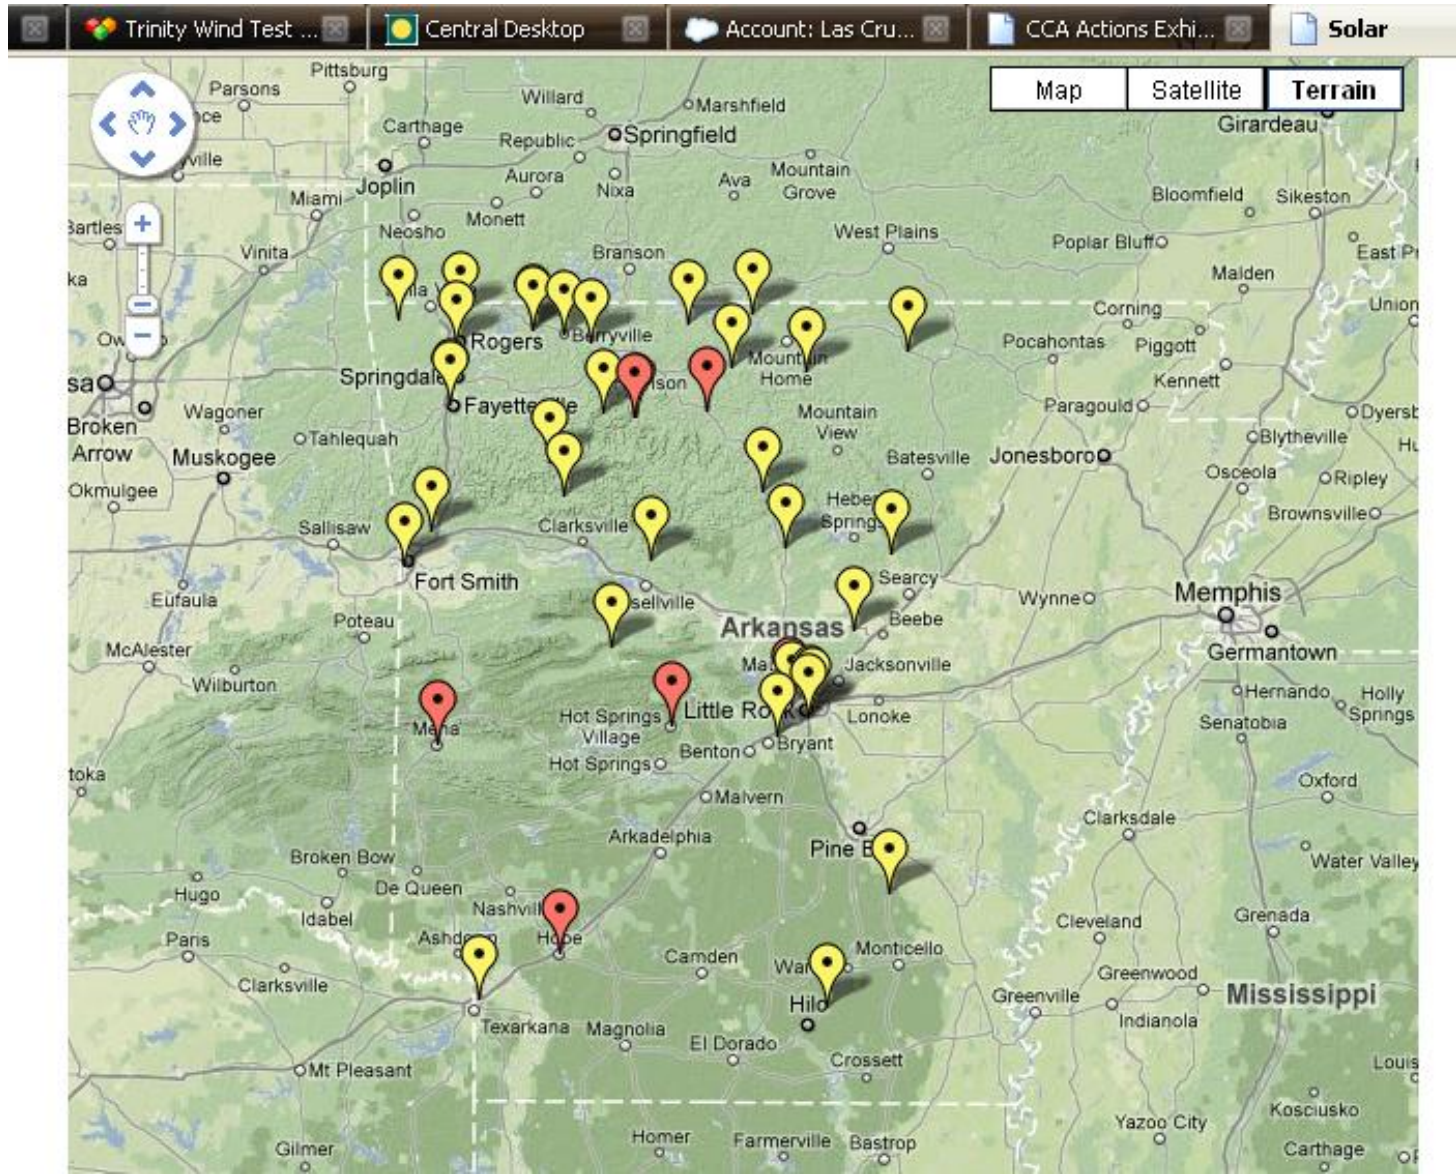 Trinity Wind Test ...
Central Desktop
Account: Las Cru...
CCA Actions Exhi...
Solar
Map
Satellite
Terrain
Pittsburg
Parsons
Willard
Marshfield
Carthage
Republic
Springfield
Girardeau
Joplin
Aurora
Nixa
Ava
Mountain
Grove
Miami
Monett
Bloomfield
Sikeston
Neosho
Vinita
Branson
West Plains
Poplar Bluff
Malden
Corning
Rogers
Berryville
Pocahontas
Piggott
Mountain
Home
Kennett
Springdale
Wagoner
Fayetteville
Mountain
View
Paragould
Broken
Arrow
Tahlequah
Muskogee
Blytheville
Batesville
Jonesboro
Osceola
Ripley
Okmulgee
Sallisaw
Clarksville
Heber
Springs
Brownsville
Fort Smith
Eufaula
Searcy
Wynne
Memphis
Poteau
Arkansas
Beebe
McAlester
Wilburton
Jacksonville
Germantown
Hernando
Holly
Springs
Mena
Hot Springs
Village
Little Rock
Lonoke
Senatobia
Benton
Bryant
Hot Springs
Malvern
Oxford
Clarksdale
Arkadelphia
Pine B
Broken Bow
De Queen
Water Valley
Hugo
Idabel
Nashvill
Cleveland
Grenada
Paris
Ashdown
Hope
Camden
Monticello
Clarksville
Greenwood
Greenville
Mississippi
Hilo
Indianola
Texarkana
Magnolia
El Dorado
Crossett
Mt Pleasant
Kosciusko
Yazoo City
Gilmer
Homer
Farmerville
Bastrop
Carthage